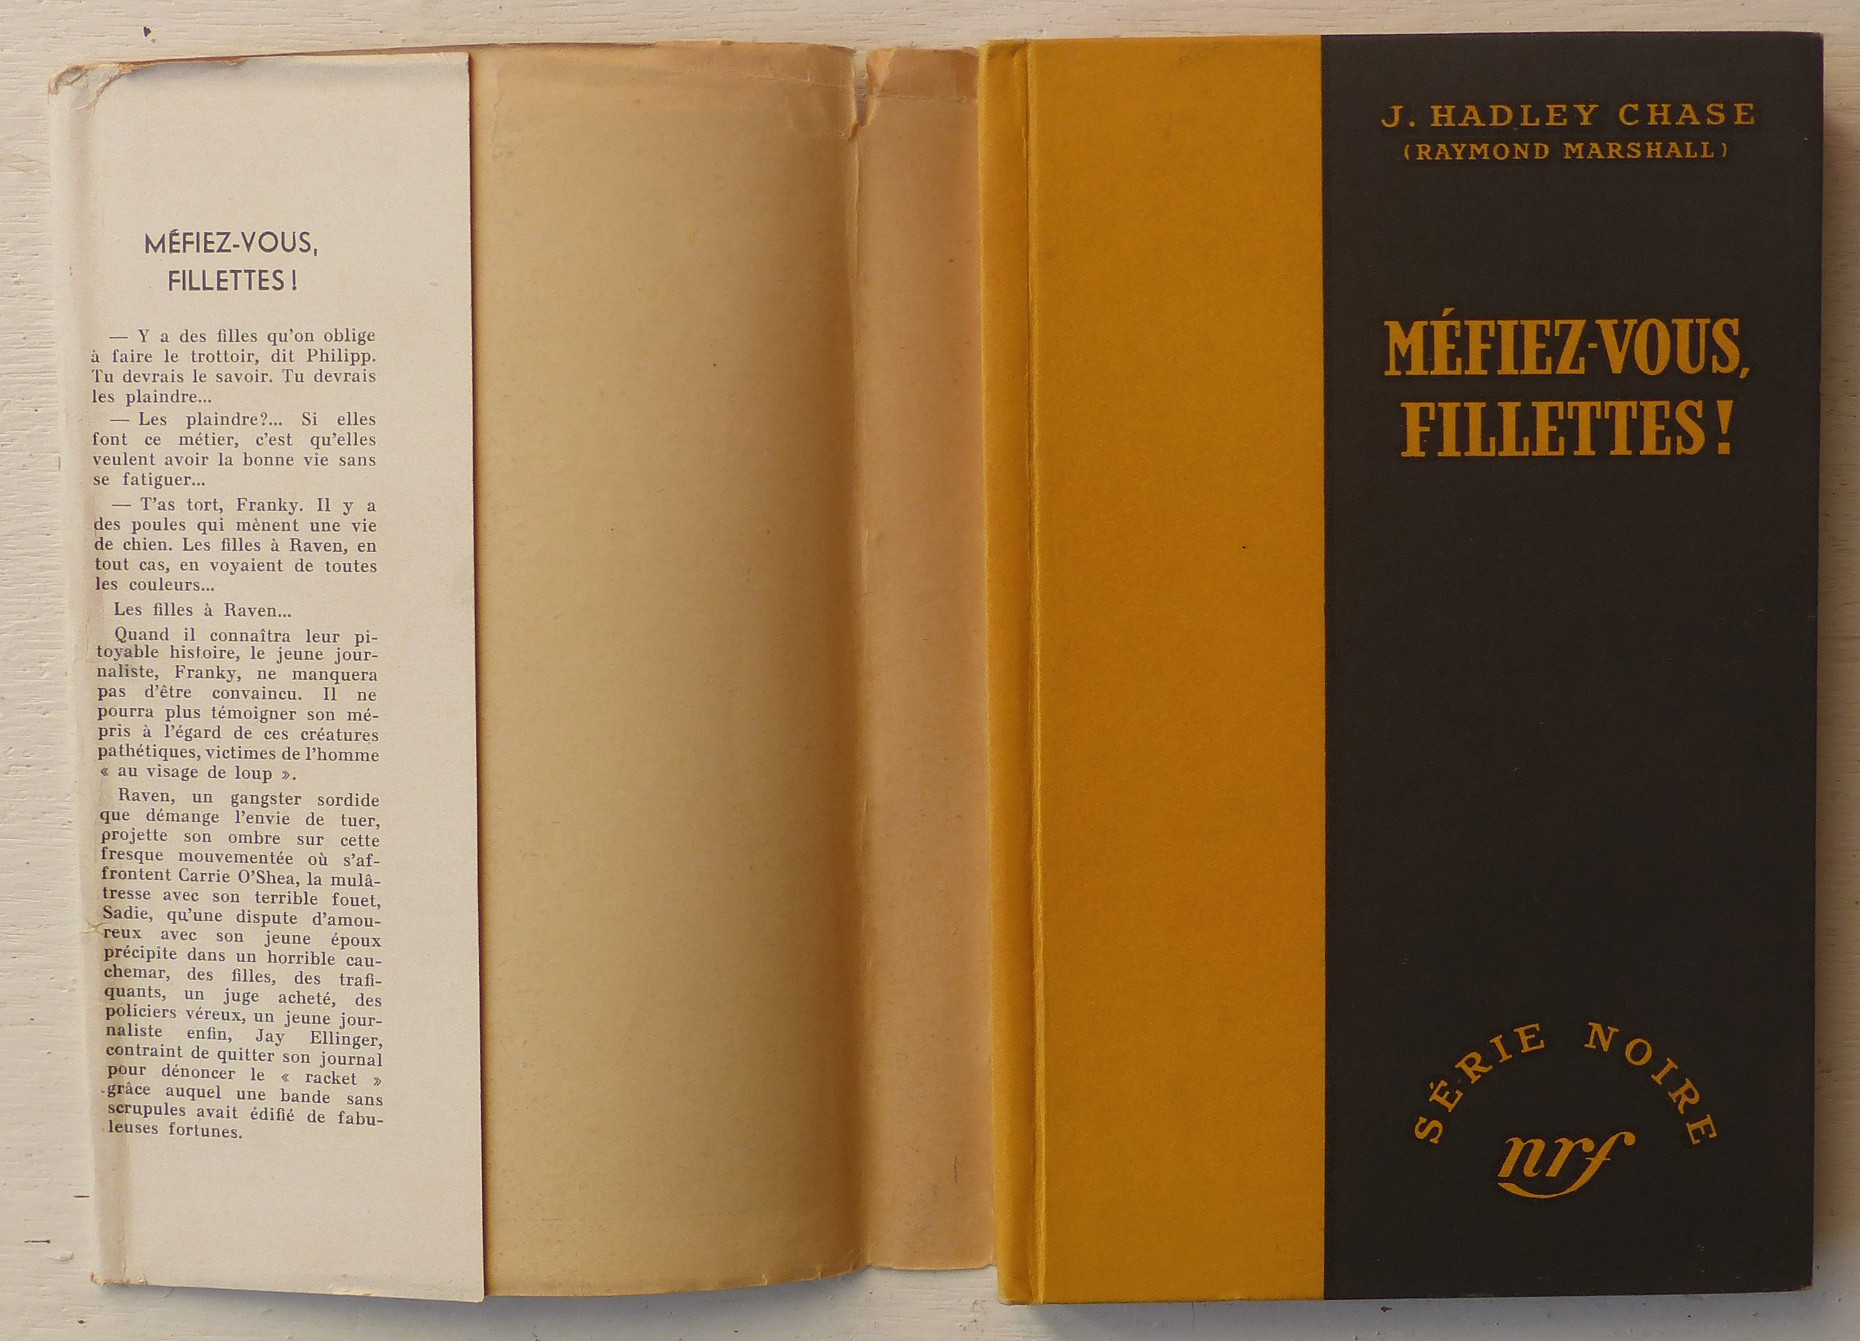 MÉFIEZ-VOUS,
FILLETTES !
— Y a des filles qu'on oblige
à faire le trottoir, dit Philipp.
Tu devrais le savoir. Tu devrais
les plaindre...
— Les plaindre?... Si elles
font ce métier, c'est qu'elles
veulent avoir la bonne vie sans
se fatiguer...
— T'as tort, Franky. Il y a
des poules qui mènent une vie
de chien. Les filles à Raven, en
tout cas, en voyaient de toutes
les couleurs...
Les filles à Raven...
Quand il connaîtra leur pi-
toyable histoire, le jeune jour-
naliste, Franky, ne manquera
pas d'être convaincu. Il ne
pourra plus témoigner son mé-
pris à l'égard de ces créatures
pathétiques, victimes de l'homme
« au visage de loup ».
Raven, un gangster sordide
que démange l'envie de tuer,
projette son ombre sur cette
fresque mouvementée où s'af-
frontent Carrie O'Shea, la mulâ-
tresse avec son terrible fouet,
Sadie, qu'une dispute d'amou-
reux avec son jeune époux
précipite dans un horrible cau-
chemar, des filles, des trafi-
quants, un juge acheté, des
policiers véreux, un jeune jour-
naliste enfin, Jay Ellinger,
contraint de quitter son journal
pour dénoncer le « racket »
grâce auquel une bande sans
scrupules avait édifié de fabu-
leuses fortunes.
J. HADLEY CHASE
(RAYMOND MARSHALL)
MÉFIEZ-VOUS,
FILLETTES !
SÉRIE NOIRE
nrf